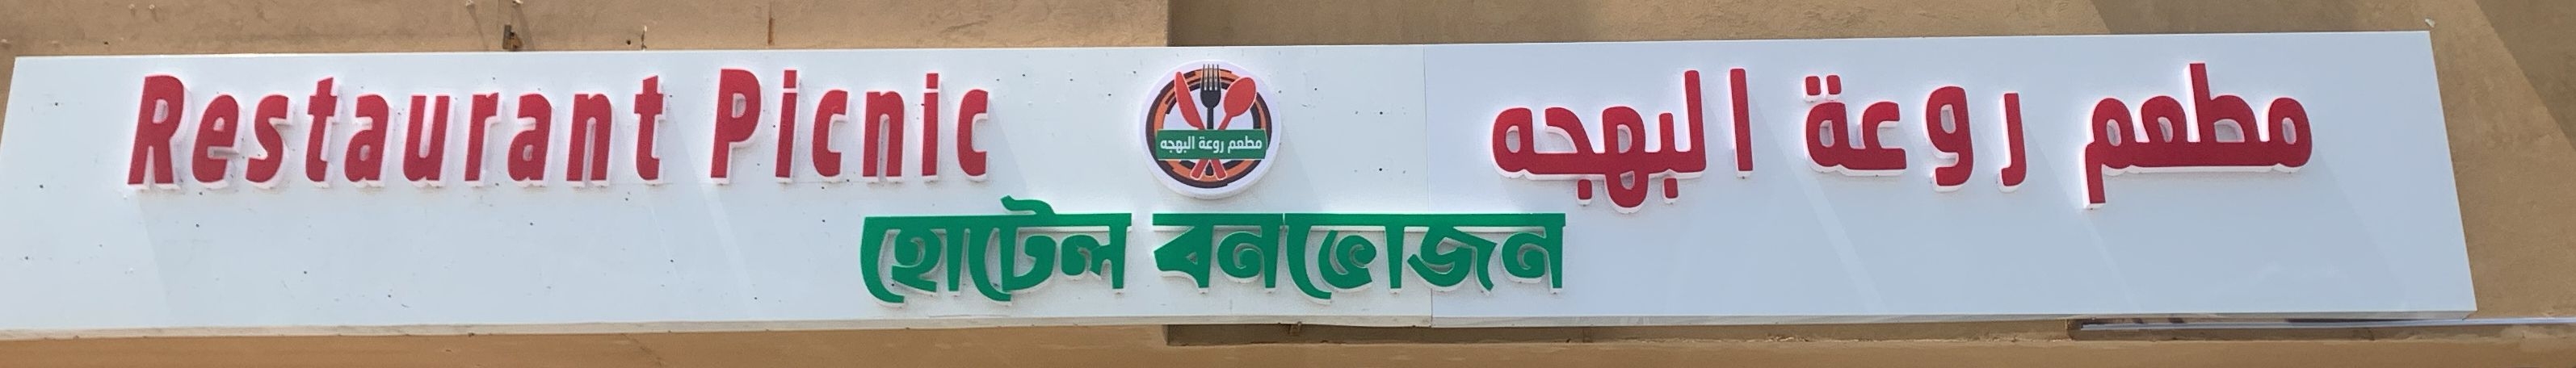 Restaurant Picnic
مطعم روعة البهجه
مطعم روعة البهجه
হোটেল বনভোজন